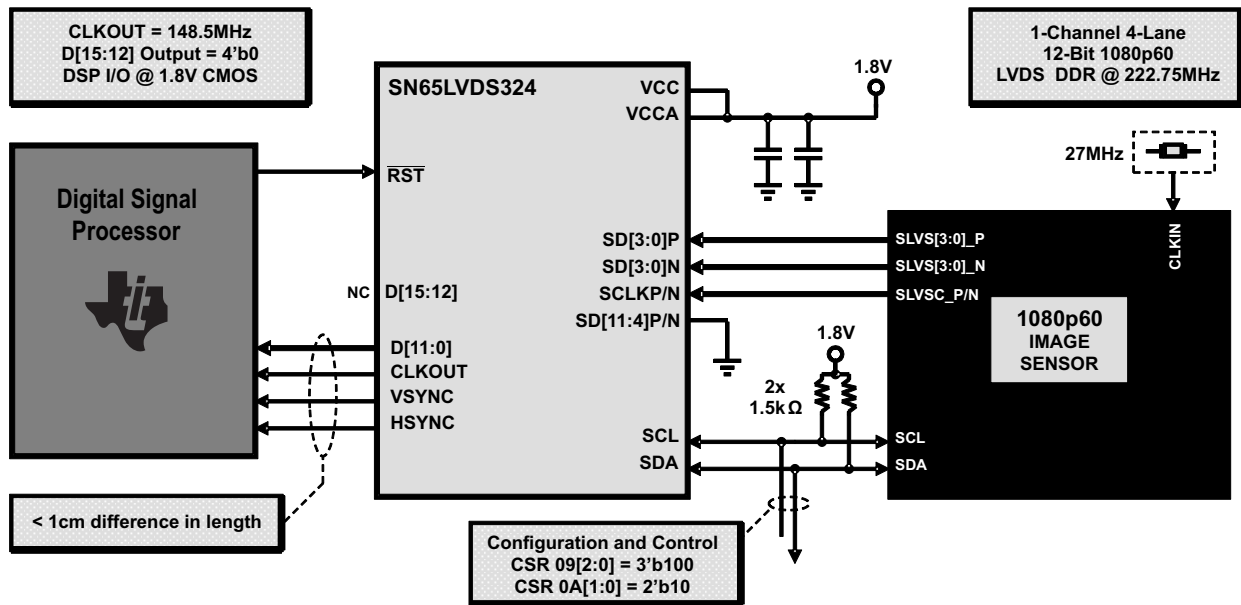 CLKOUT = 148.5MHz
D[15:12] Output = 4'b0
DSP I/O @ 1.8V CMOS
1-Channel 4-Lane
12-Bit 1080p60
LVDS DDR @ 222.75MHz
SN65LVDS324
VCC
VCCA
1.8V
27MHz
CLKIN
Digital Signal
Processor
ti
RST
SD[3:0]P
SD[3:0]N
SCLKP/N
SD[11:4]P/N
SLVS[3:0]_P
SLVS[3:0]_N
SLVSC_P/N
NC
D[15:12]
D[11:0]
CLKOUT
VSYNC
HSYNC
1080p60
IMAGE
SENSOR
1.8V
2x
1.5kΩ
SCL
SDA
SCL
SDA
< 1cm difference in length
Configuration and Control
CSR 09[2:0] = 3'b100
CSR 0A[1:0] = 2'b10